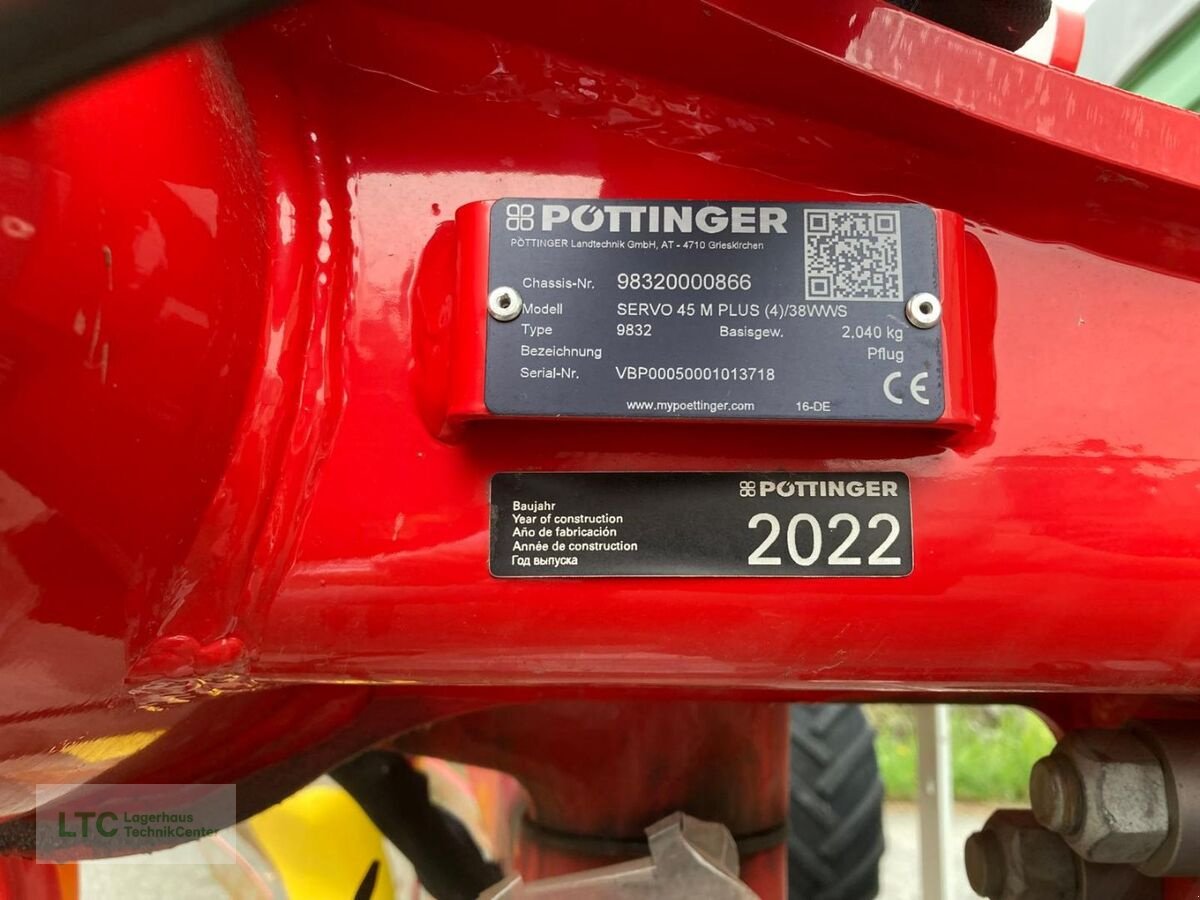 PÖTTINGER
PÖTTINGER Landtechnik GmbH, AT - 4710 Grieskirchen
Chassis-Nr. 98320000866
Modell SERVO 45 M PLUS (4)/38WWS
Type 9832 Basisgew. 2,040 kg
Bezeichnung Pflug
Serial-Nr. VBP00050001013718
CE
www.mypoettinger.com 16-DE
PÖTTINGER
Baujahr
Year of construction
Año de fabricación
Année de construction
Год выпуска
2022
LTC Lagerhaus
TechnikCenter